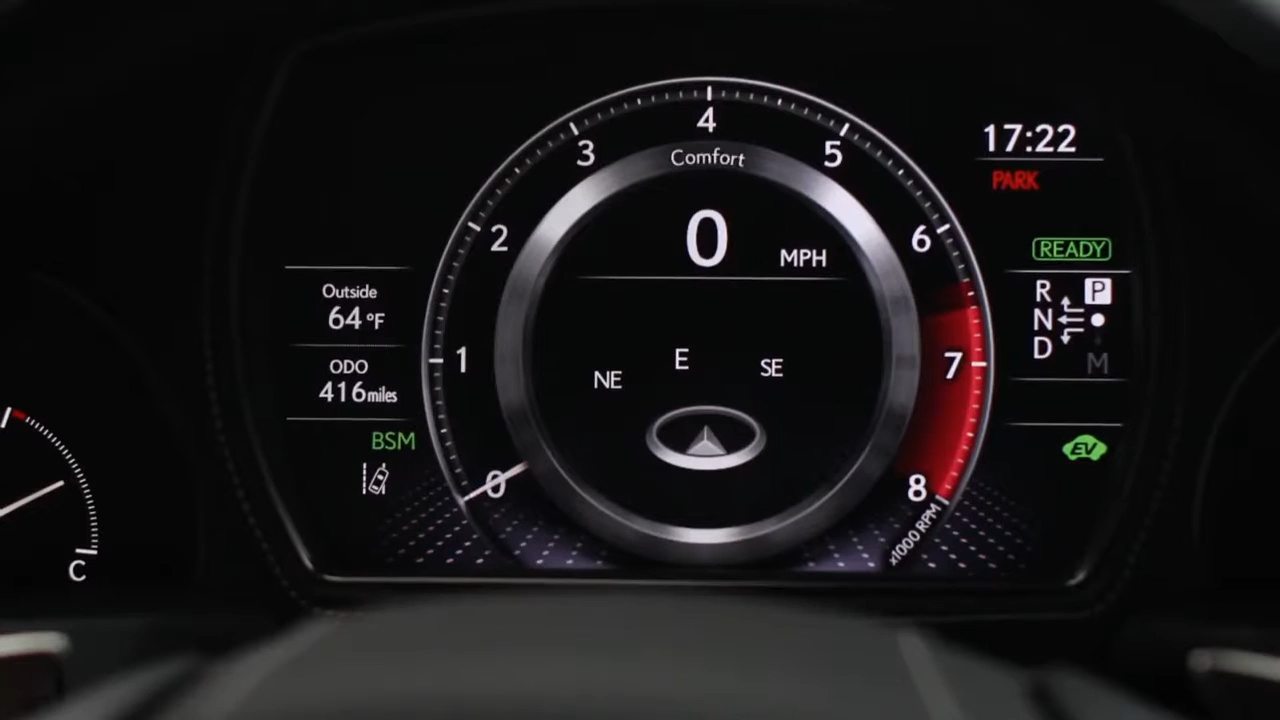 4
3
5
Comfort
17:22
PARK
2
0
6
MPH
READY
Outside
64 °F
R P
N
D
M
ODO
416 miles
1
NE E SE
7
BSM
EV
0
8
x1000 RPM
C